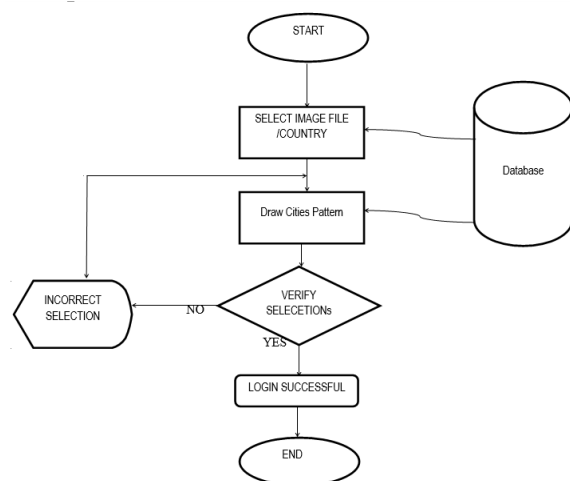 START
SELECT IMAGE FILE
/COUNTRY
Database
Draw Cities Pattern
INCORRECT
SELECTION
NO
VERIFY
SELECETIONs
YES
LOGIN SUCCESSFUL
END